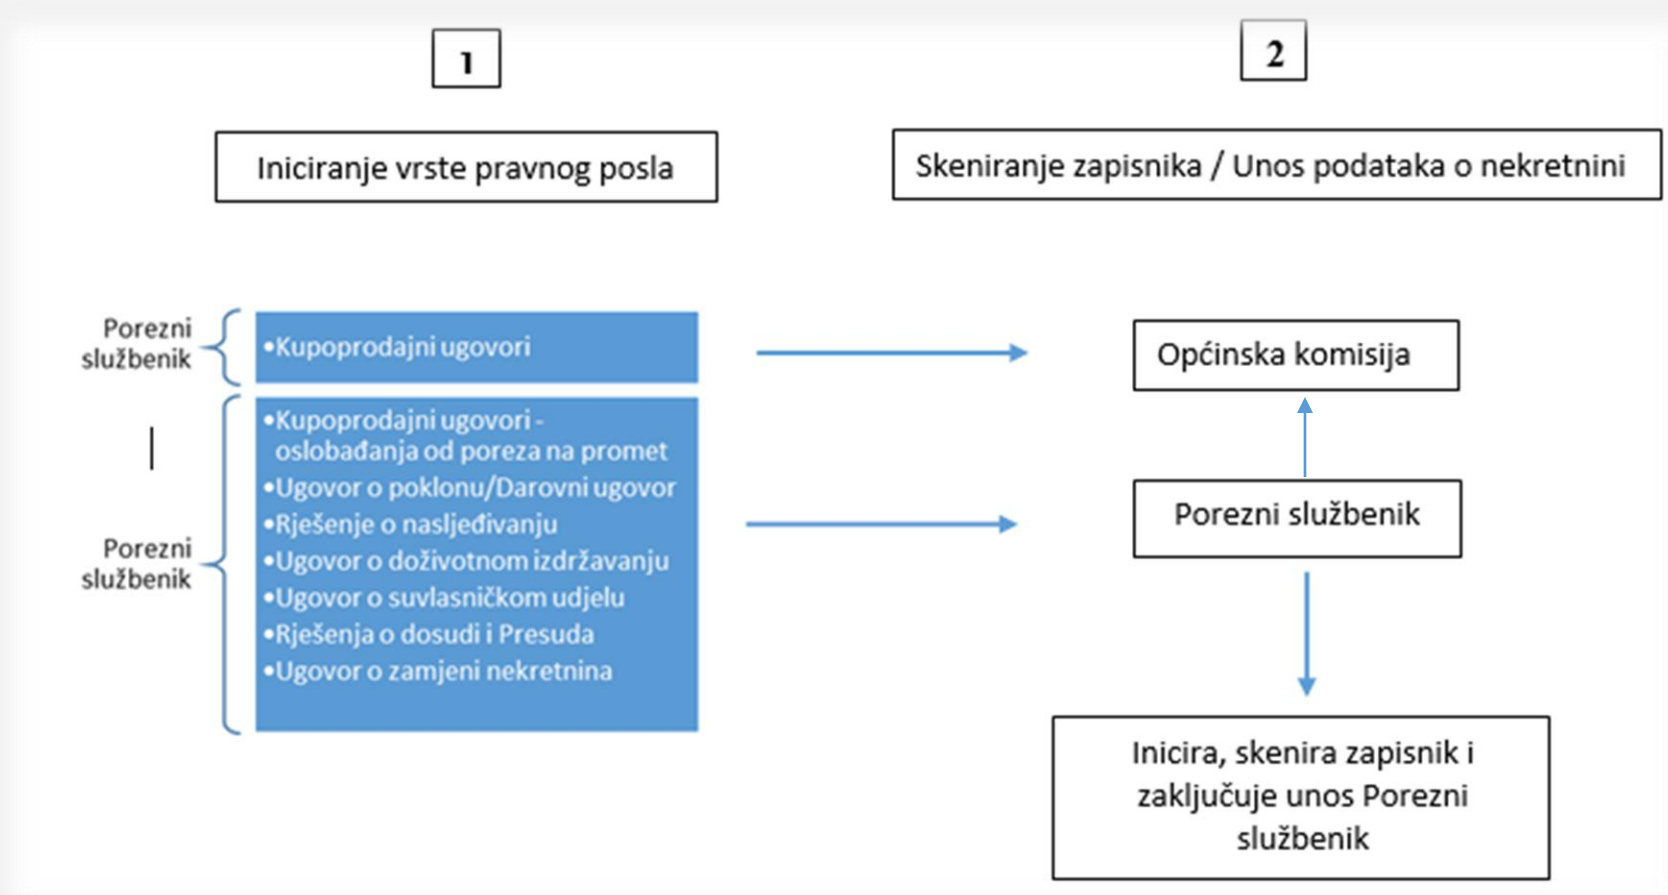 1
Iniciranje vrste pravnog posla
Porezni
službenik
•Kupoprodajni ugovori
Porezni
službenik
•Kupoprodajni ugovori -
oslobađanja od poreza na promet
•Ugovor o poklonu/Darovni ugovor
•Rješenje o nasljeđivanju
•Ugovor o doživotnom izdržavanju
•Ugovor o suvlasničkom udjelu
•Rješenja o dosudi i Presuda
•Ugovor o zamjeni nekretnina
2
Skeniranje zapisnika / Unos podataka o nekretnini
Općinska komisija
Porezni službenik
Inicira, skenira zapisnik i
zaključuje unos Porezni
službenik